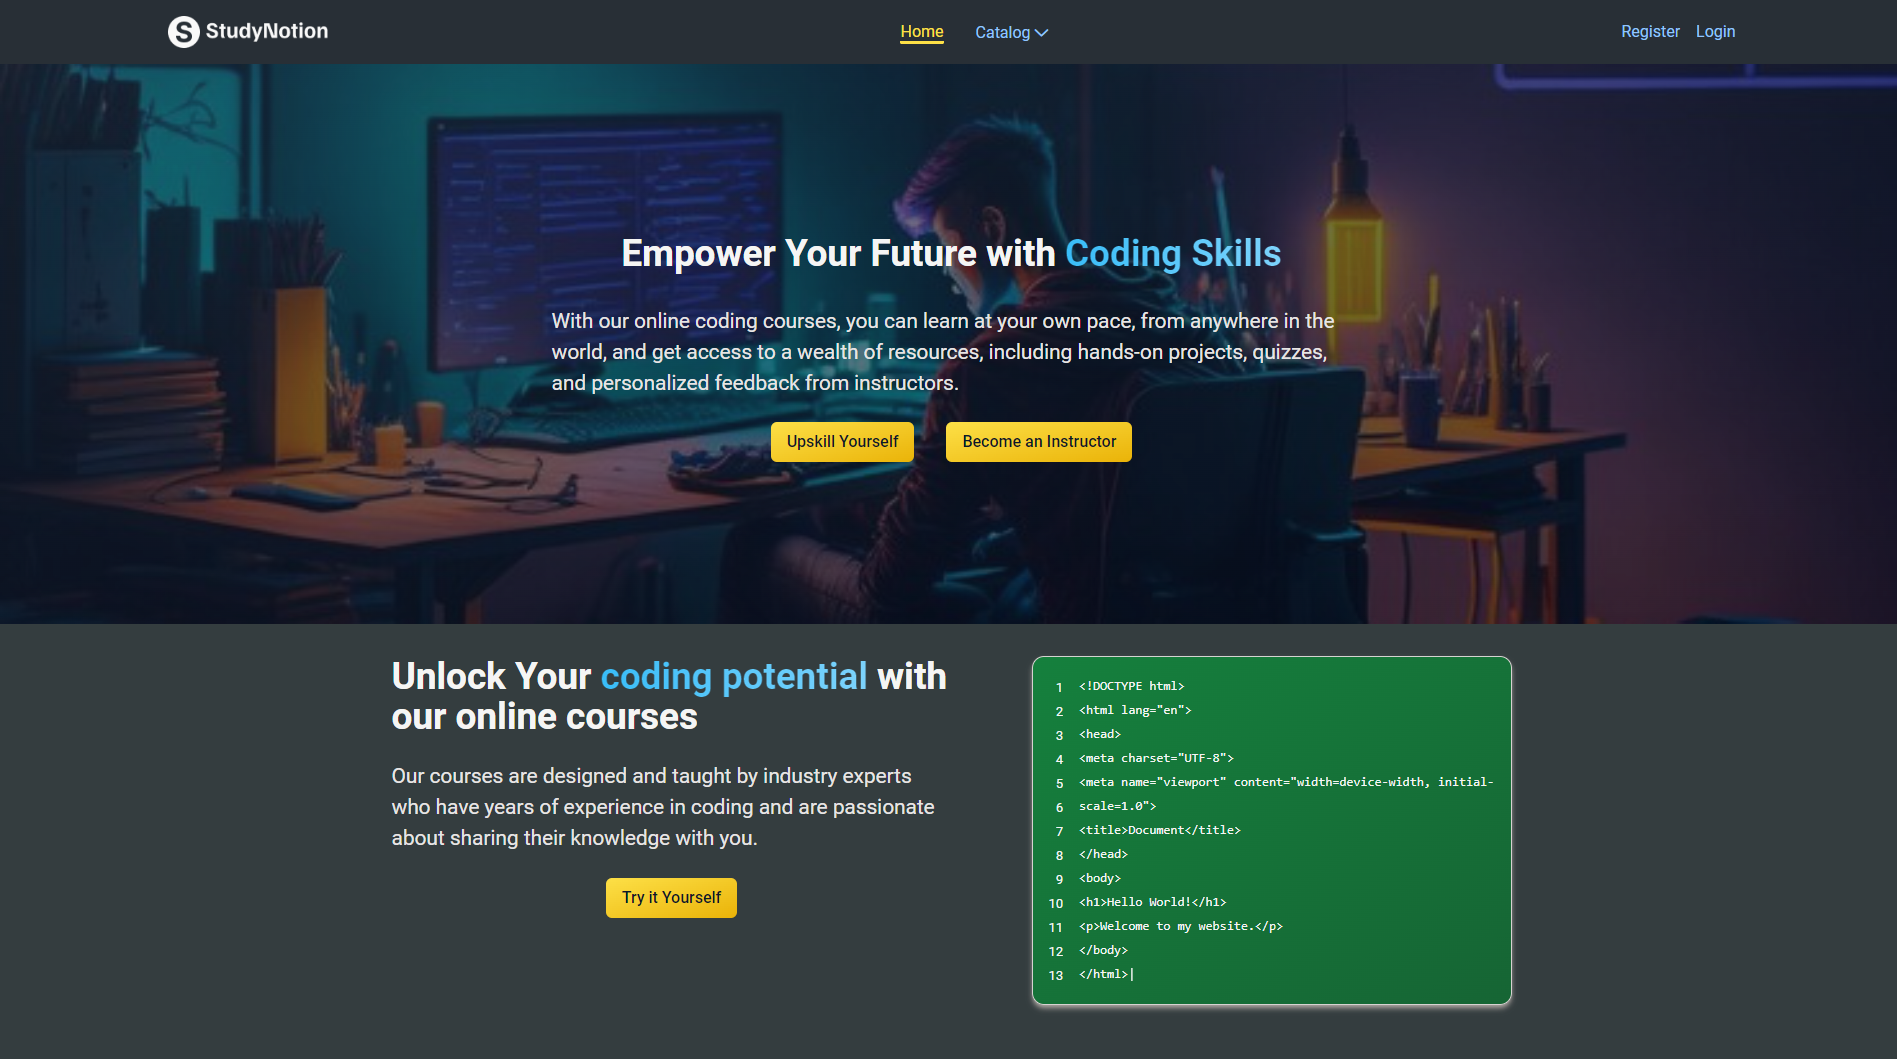 S StudyNotion
Home
Catalog
Register
Login
Empower Your Future with Coding Skills
With our online coding courses, you can learn at your own pace, from anywhere in the
world, and get access to a wealth of resources, including hands-on projects, quizzes,
and personalized feedback from instructors.
Upskill Yourself
Become an Instructor
Unlock Your coding potential with
our online courses
Our courses are designed and taught by industry experts
who have years of experience in coding and are passionate
about sharing their knowledge with you.
Try it Yourself
1 <!DOCTYPE html>
2 <html lang="en">
3 <head>
4 <meta charset="UTF-8">
5 <meta name="viewport" content="width=device-width, initial-
6 scale=1.0">
7 <title>Document</title>
8 </head>
9 <body>
10 <h1>Hello World!</h1>
11 <p>Welcome to my website.</p>
12 </body>
13 </html>|